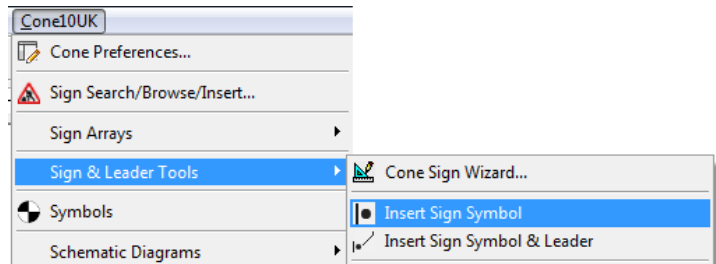 Cone10UK
Cone Preferences...
Sign Search/Browse/Insert...
Sign Arrays
Sign & Leader Tools
Symbols
Schematic Diagrams
Cone Sign Wizard...
Insert Sign Symbol
Insert Sign Symbol & Leader